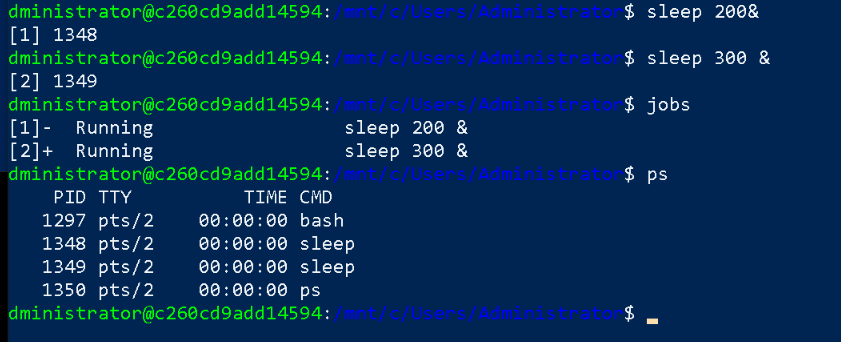 dministrator@c260cd9add14594:/mnt/c/Users/Administrator$ sleep 200&
[1] 1348
dministrator@c260cd9add14594:/mnt/c/Users/Administrator$ sleep 300 &
[2] 1349
dministrator@c260cd9add14594:/mnt/c/Users/Administrator$ jobs
[1]-  Running                 sleep 200 &
[2]+  Running                 sleep 300 &
dministrator@c260cd9add14594:/mnt/c/Users/Administrator$ ps
    PID TTY          TIME CMD
   1297 pts/2    00:00:00 bash
   1348 pts/2    00:00:00 sleep
   1349 pts/2    00:00:00 sleep
   1350 pts/2    00:00:00 ps
dministrator@c260cd9add14594:/mnt/c/Users/Administrator$